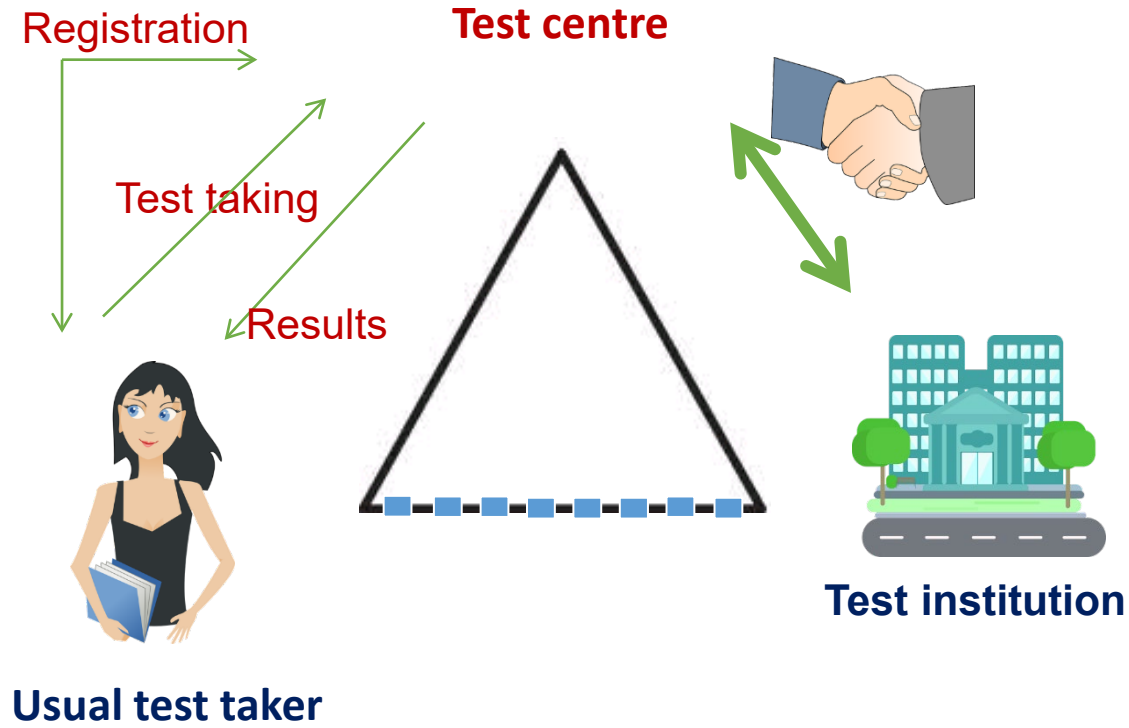 Registration
Test centre
Test taking
Results
Test institution
Usual test taker